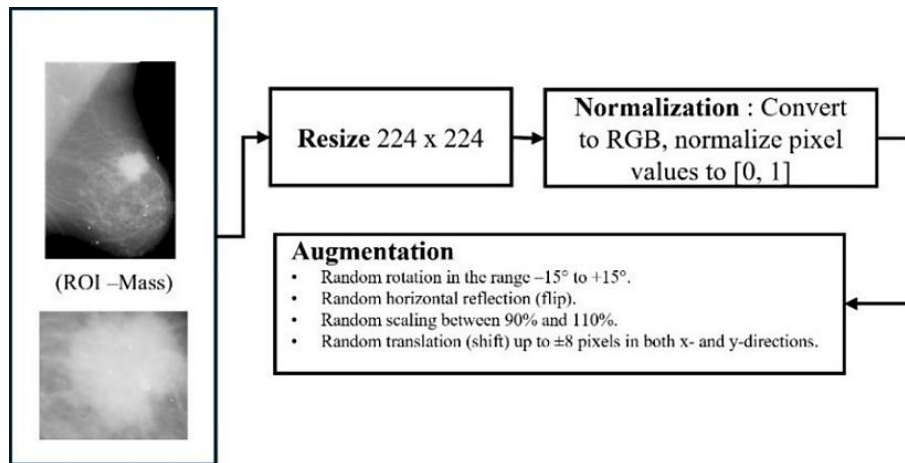 (ROI –Mass)
Resize 224 x 224
Normalization : Convert
to RGB, normalize pixel
values to [0, 1]
Augmentation
• Random rotation in the range –15° to +15°.
• Random horizontal reflection (flip).
• Random scaling between 90% and 110%.
• Random translation (shift) up to ±8 pixels in both x- and y-directions.